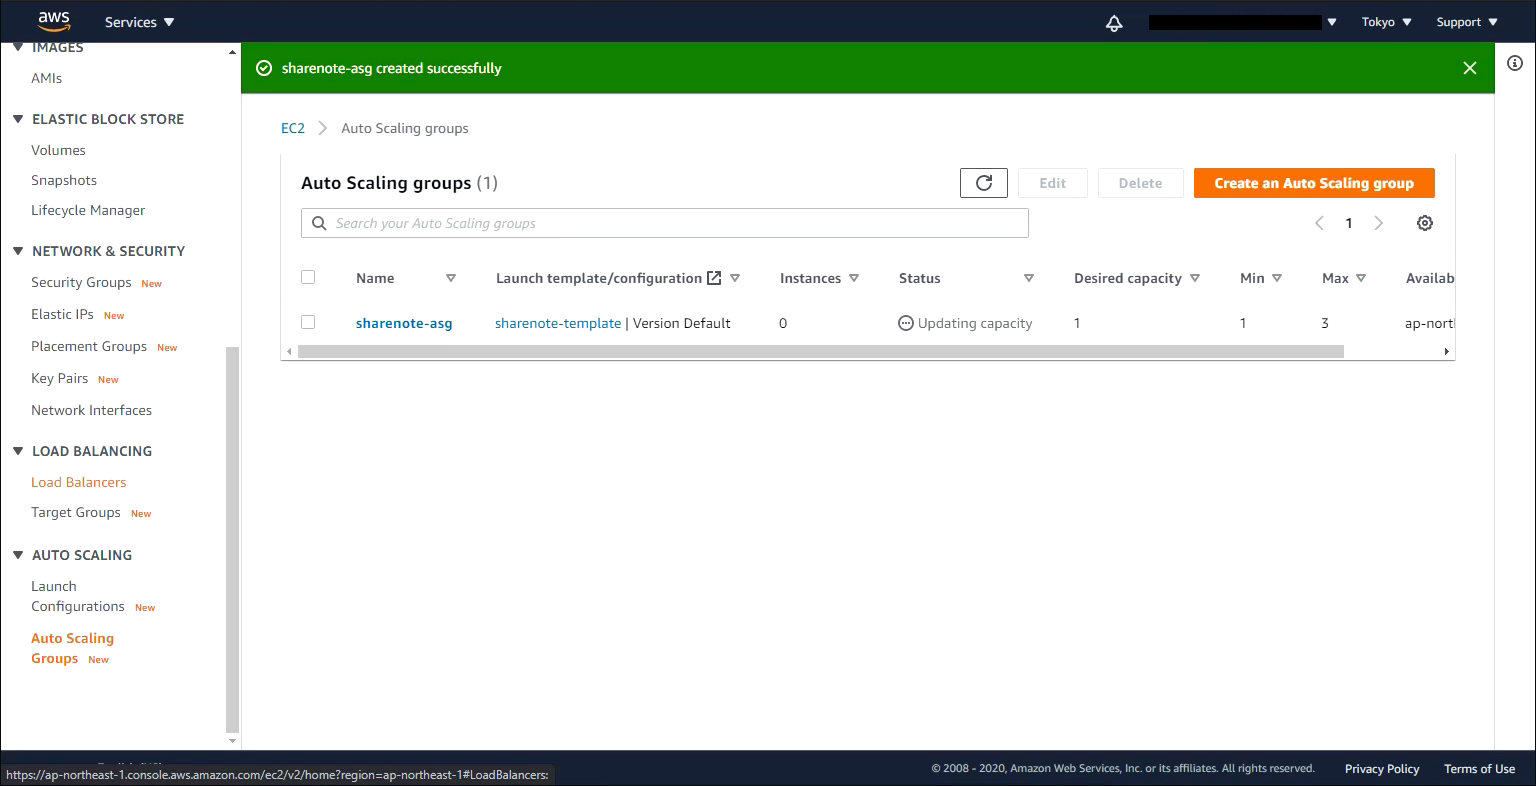 aws Services Tokyo Support
IMAGES
AMIs
ELASTIC BLOCK STORE
Volumes
Snapshots
Lifecycle Manager
NETWORK & SECURITY
Security Groups New
Elastic IPs New
Placement Groups New
Key Pairs New
Network Interfaces
LOAD BALANCING
Load Balancers
Target Groups New
AUTO SCALING
Launch
Configurations New
Auto Scaling
Groups New
sharenote-asg created successfully
EC2 Auto Scaling groups
Auto Scaling groups (1) Edit Delete Create an Auto Scaling group
Search your Auto Scaling groups 1
Name Launch template/configuration Instances Status Desired capacity Min Max Availab
sharenote-asg sharenote-template | Version Default 0 Updating capacity 1 1 3 ap-nort
https://ap-northeast-1.console.aws.amazon.com/ec2/v2/home?region=ap-northeast-1#LoadBalancers:
© 2008 - 2020, Amazon Web Services, Inc. or its affiliates. All rights reserved. Privacy Policy Terms of Use